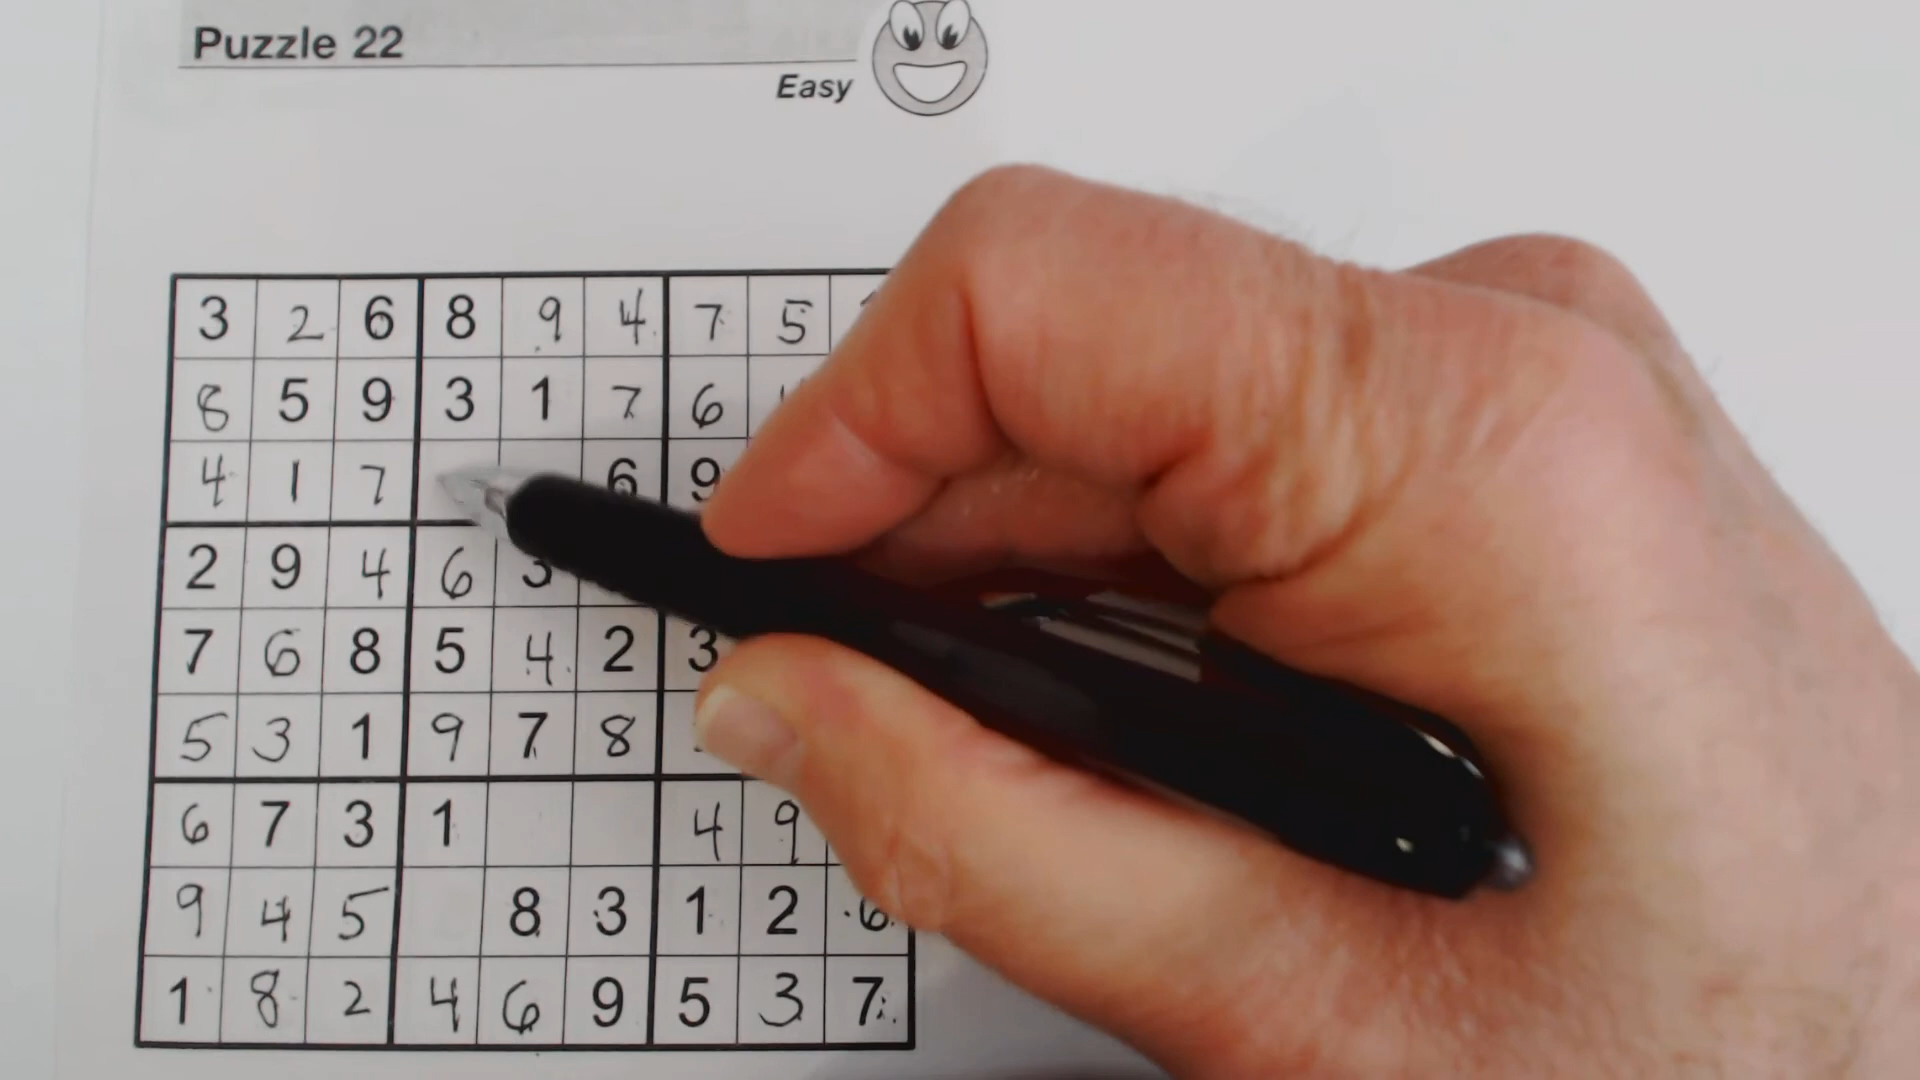 Puzzle 22
Easy
3 2 6 8 9 4 7 5
8 5 9 3 1 7 6
4 1 7 6 9
2 9 4 6 3
7 6 8 5 4 2 3
5 3 1 9 7 8
6 7 3 1 4 9
9 4 5 8 3 1 2 6
1 8 2 4 6 9 5 3 7